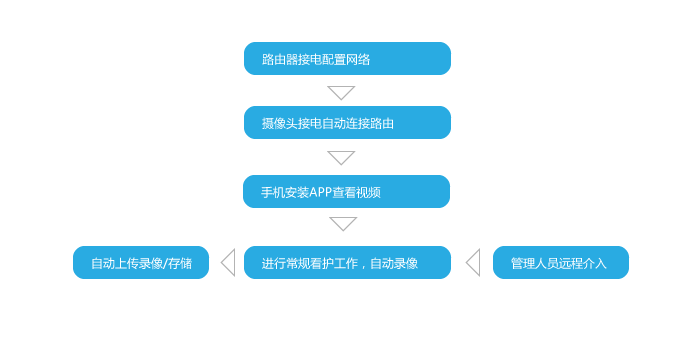 路由器接电配置网络
摄像头接电自动连接路由
手机安装APP查看视频
自动上传录像/存储
进行常规看护工作，自动录像
管理人员远程介入